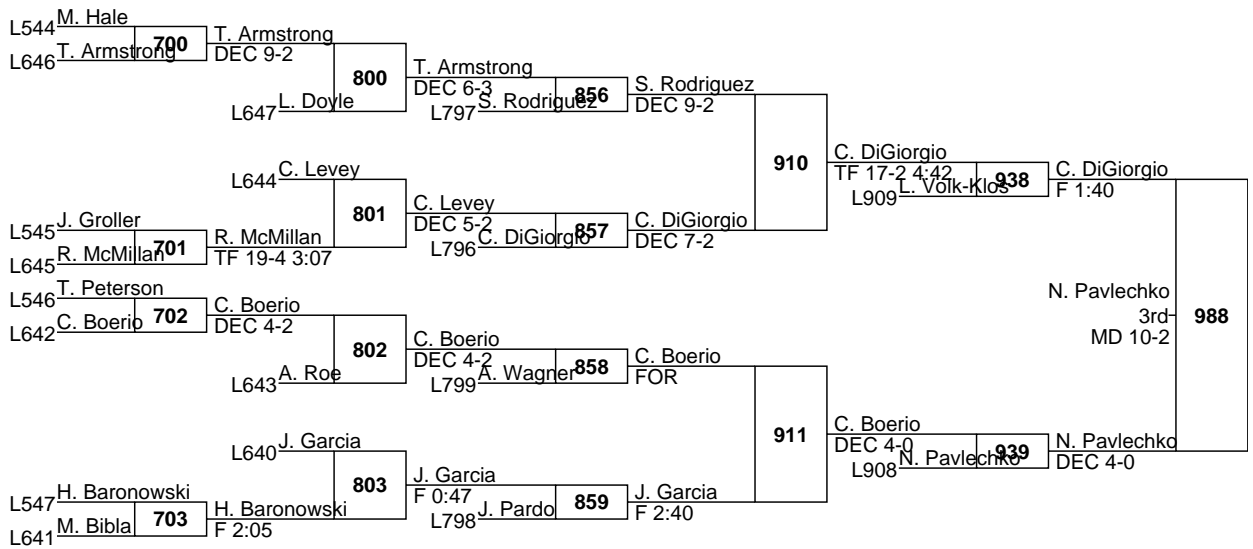 L544 M. Hale
700
T. Armstrong
DEC 9-2
L646 T. Armstrong
800
T. Armstrong
DEC 6-3
L647 L. Doyle
L797 S. Rodriguez
856
S. Rodriguez
DEC 9-2
910
C. DiGiorgio
TF 17-2 4:42
L644 C. Levey
801
C. Levey
DEC 5-2
L545 J. Groller
701
R. McMillan
TF 19-4 3:07
L645 R. McMillan
L796 C. DiGiorgio
857
C. DiGiorgio
DEC 7-2
L909 L. Volk-Klos
938
C. DiGiorgio
F 1:40
L546 T. Peterson
702
C. Boerio
DEC 4-2
L642 C. Boerio
802
C. Boerio
DEC 4-2
L643 A. Roe
L799 A. Wagner
858
C. Boerio
FOR
N. Pavlechko
3rd
MD 10-2
988
911
C. Boerio
DEC 4-0
L640 J. Garcia
803
J. Garcia
F 0:47
L547 H. Baronowski
703
H. Baronowski
F 2:05
L641 M. Bibla
L798 J. Pardo
859
J. Garcia
F 2:40
L908 N. Pavlechko
939
N. Pavlechko
DEC 4-0